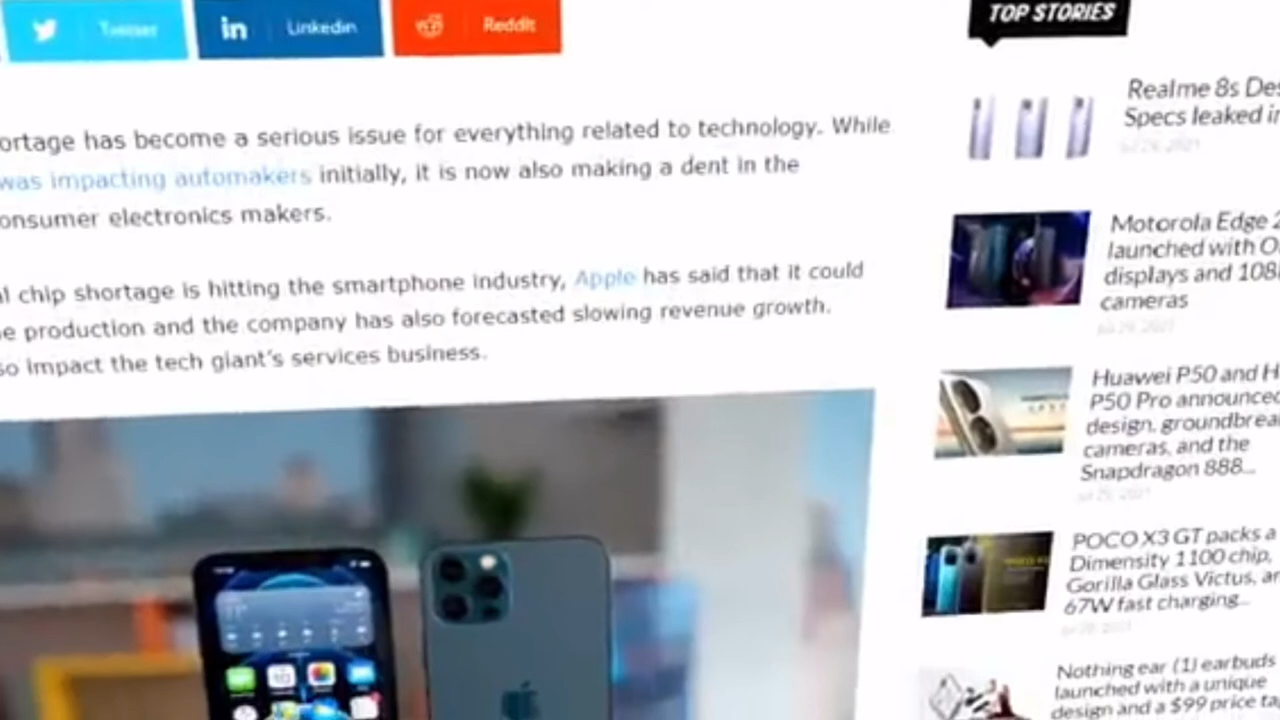 Twitter
Linkedin
Reddit
TOP STORIES
ortage has become a serious issue for everything related to technology. While
was impacting automakers initially, it is now also making a dent in the
onsumer electronics makers.
al chip shortage is hitting the smartphone industry, Apple has said that it could
e production and the company has also forecasted slowing revenue growth.
so impact the tech giant's services business.
Realme 8s Des
Specs leaked in
Motorola Edge 2
launched with O
displays and 108
cameras
Huawei P50 and H
P50 Pro announced
design, groundbrea
cameras, and the
Snapdragon 888...
POCO X3 GT packs a
Dimensity 1100 chip,
Gorilla Glass Victus, an
67W fast charging...
Nothing ear (1) earbuds
launched with a unique
design and a $99 price ta